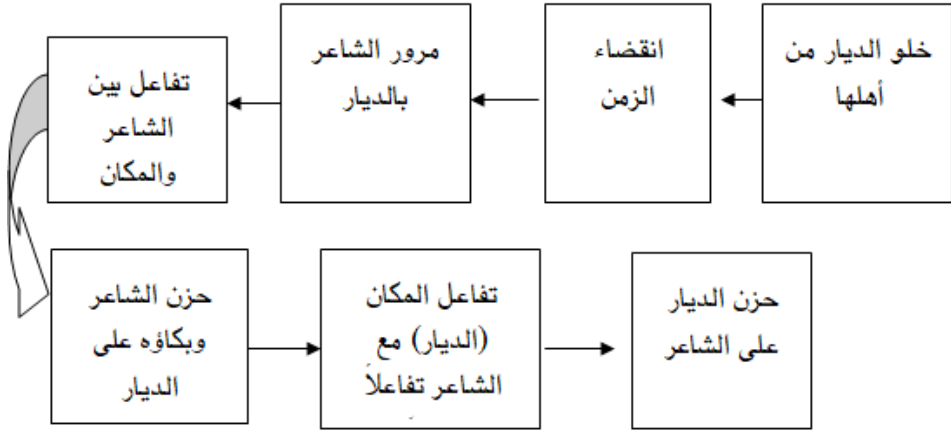 خلو الديار من
أهلها
انقضاء
الزمن
مرور الشاعر
بالديار
تفاعل بين
الشاعر
والمكان
حزن الشاعر
وبكاؤه على
الديار
تفاعل المكان
(الديار) مع
الشاعر تفاعلاً
حزن الديار
على الشاعر